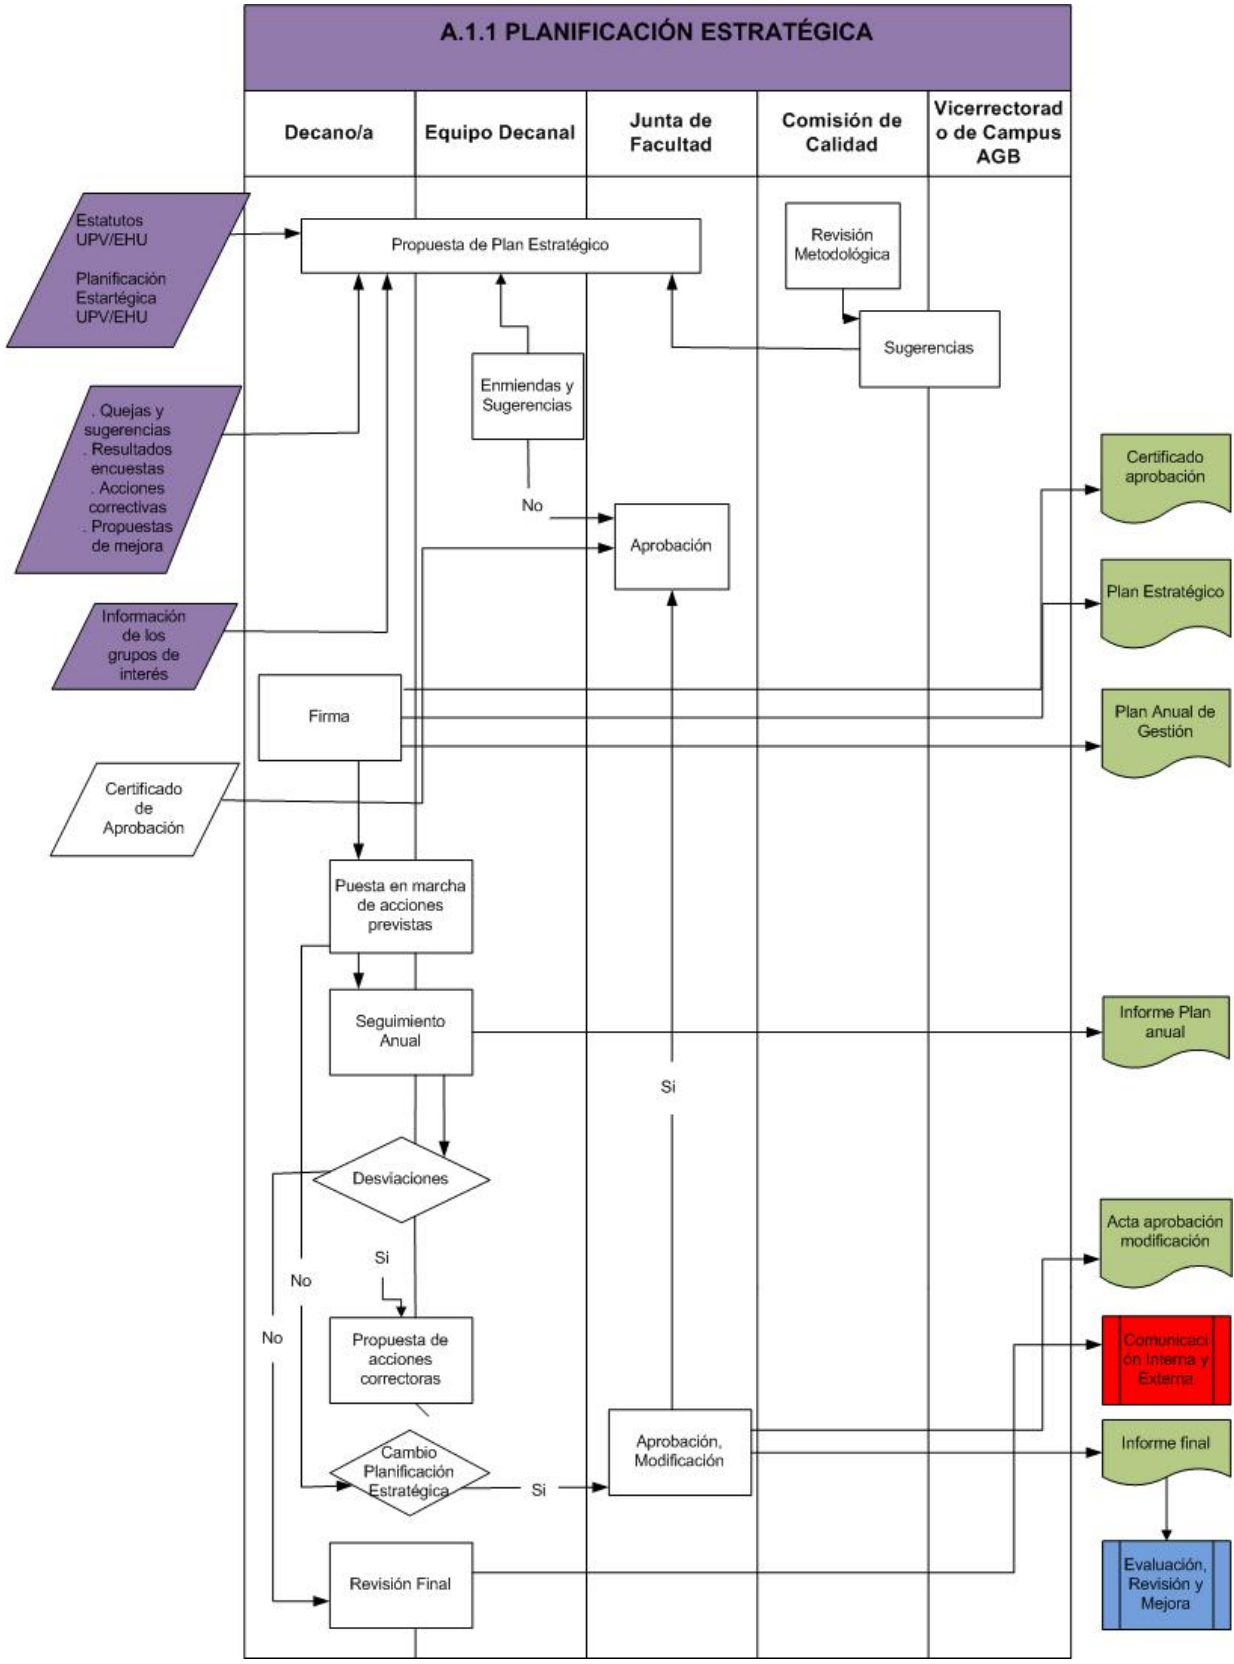 A.1.1 PLANIFICACIÓN ESTRATÉGICA
Decano/a
Equipo Decanal
Junta de
Facultad
Comisión de
Calidad
Vicerrectorad
o de Campus
AGB
Estatutos
UPV/EHU
Planificación
Estartégica
UPV/EHU
Propuesta de Plan Estratégico
Revisión
Metodológica
Sugerencias
Enmiendas y
Sugerencias
. Quejas y
sugerencias
. Resultados
encuestas
. Acciones
correctivas
. Propuestas
de mejora
Certificado
aprobación
No
Aprobación
Plan Estratégico
Información
de los
grupos de
interés
Firma
Plan Anual de
Gestión
Certificado
de
Aprobación
Puesta en marcha
de acciones
previstas
Seguimiento
Anual
Informe Plan
anual
Si
Desviaciones
Acta aprobación
modificación
Si
No
No
Propuesta de
acciones
correctoras
Comunicaci
ón Interna y
Externa
Cambio
Planificación
Estratégica
Si
Aprobación,
Modificación
Informe final
Revisión Final
Evaluación,
Revisión y
Mejora